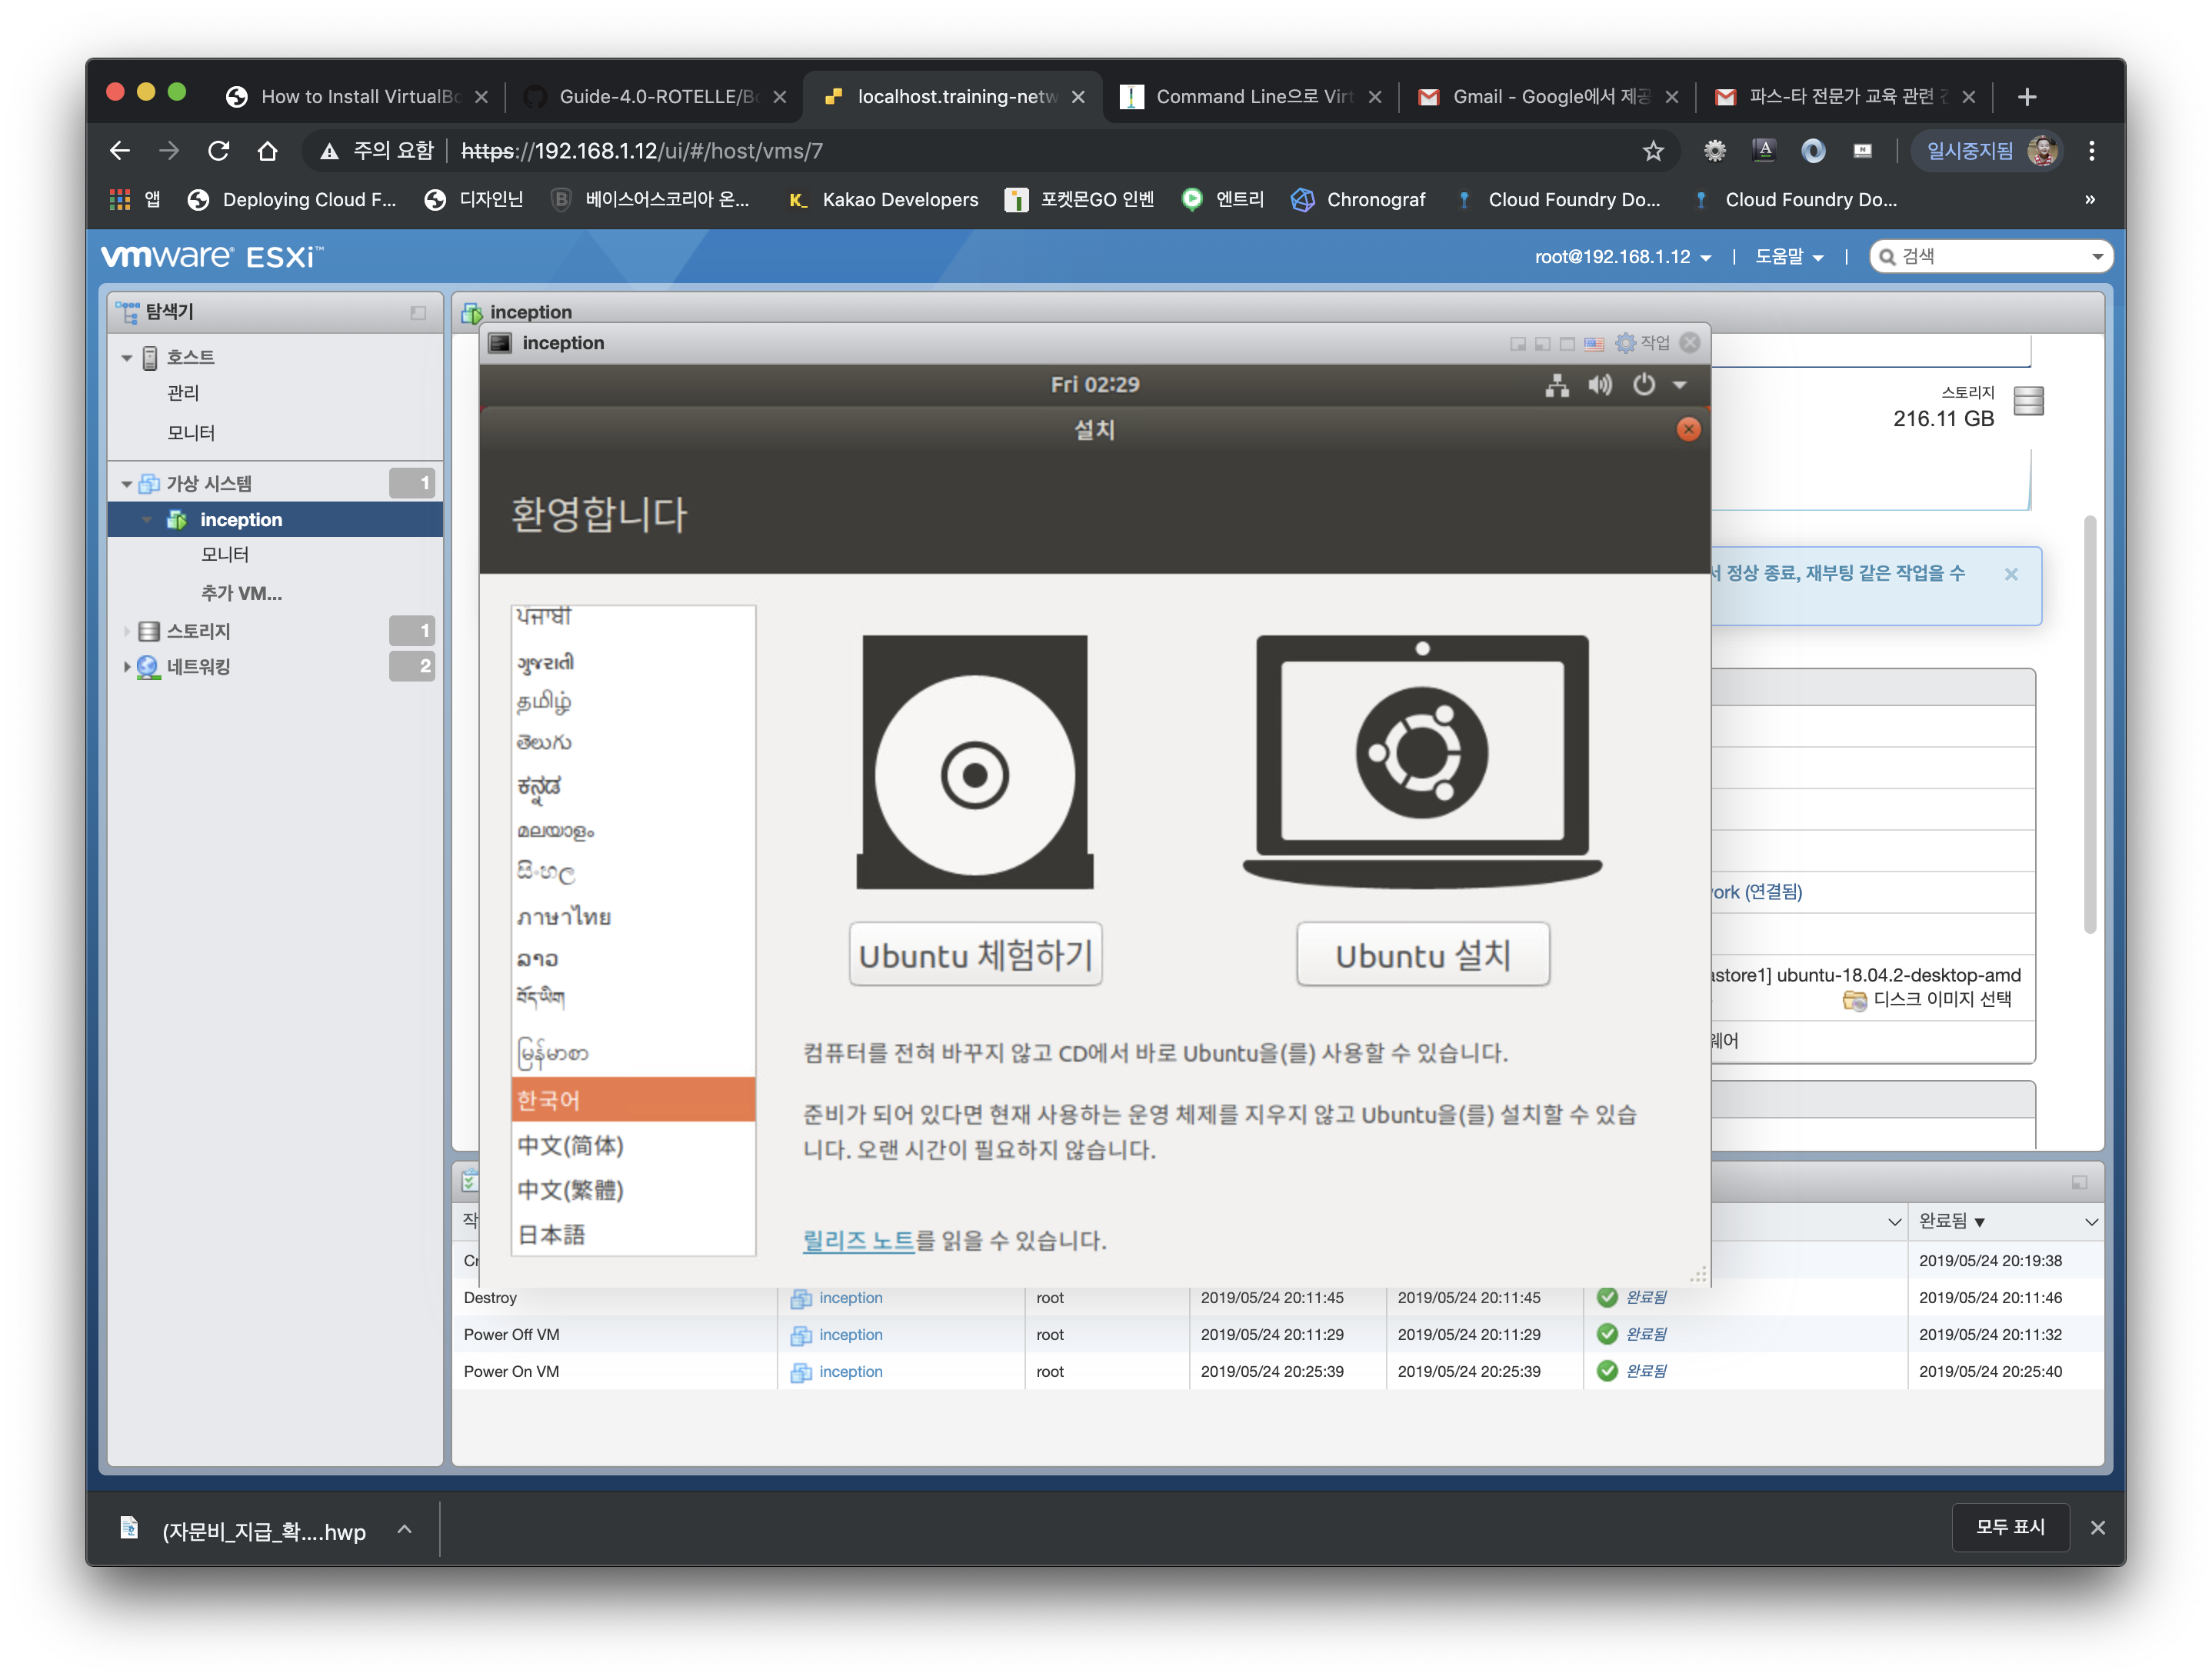 How to Install VirtualBo
Guide-4.0-ROTELLE/Bo
localhost.training-netw
Command Line으로 Virt
Gmail - Google에서 제공
파스-타 전문가 교육 관련
주의 요함
https://192.168.1.12/ui/#/host/vms/7
일시중지됨
앱
Deploying Cloud F...
디자인닌
베이스어스코리아 온...
Kakao Developers
포켓몬GO 인벤
엔트리
Chronograf
Cloud Foundry Do...
Cloud Foundry Do...
»
vmware® ESXi™
root@192.168.1.12
도움말
검색
탐색기
호스트
관리
모니터
가상 시스템 1
inception
모니터
추가 VM...
스토리지 1
네트워킹 2
inception
inception
작업
Fri 02:29
설치
환영합니다
ਪੰਜਾਬੀ
ગુજરાતી
தமிழ்
తెలుగు
ಕನ್ನಡ
മലയാളം
සිංහල
ภาษาไทย
ລາວ
བོད་ཡིག
မြန်မာစာ
한국어
中文(简体)
中文(繁體)
日本語
Ubuntu 체험하기
Ubuntu 설치
컴퓨터를 전혀 바꾸지 않고 CD에서 바로 Ubuntu을(를) 사용할 수 있습니다.
준비가 되어 있다면 현재 사용하는 운영 체제를 지우지 않고 Ubuntu을(를) 설치할 수 있습
니다. 오랜 시간이 필요하지 않습니다.
릴리즈 노트를 읽을 수 있습니다.
스토리지
216.11 GB
서 정상 종료, 재부팅 같은 작업을 수
ork (연결됨)
astore1] ubuntu-18.04.2-desktop-amd
디스크 이미지 선택
웨어
작
완료됨 ▼
Cr
2019/05/24 20:19:38
Destroy inception root 2019/05/24 20:11:45 2019/05/24 20:11:45 완료됨 2019/05/24 20:11:46
Power Off VM inception root 2019/05/24 20:11:29 2019/05/24 20:11:29 완료됨 2019/05/24 20:11:32
Power On VM inception root 2019/05/24 20:25:39 2019/05/24 20:25:39 완료됨 2019/05/24 20:25:40
(자문비_지급_확....hwp
모두 표시